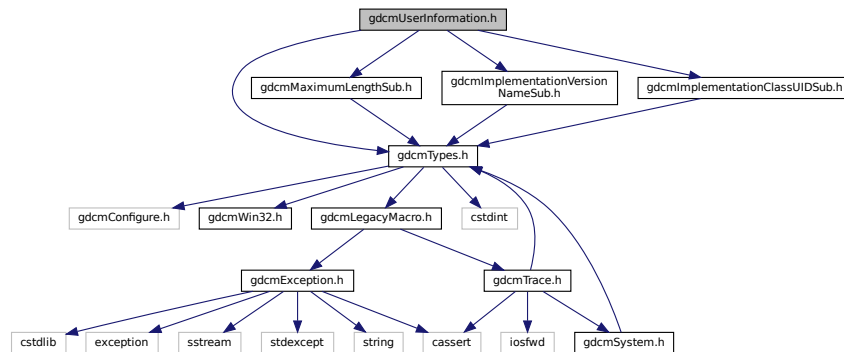 gdcmUserInformation.h
gdcmMaximumLengthSub.h
gdcmImplementationVersion
NameSub.h
gdcmImplementationClassUIDSub.h
gdcmTypes.h
gdcmConfigure.h
gdcmWin32.h
gdcmLegacyMacro.h
cstdint
gdcmException.h
gdcmTrace.h
cstdlib
exception
sstream
stdexcept
string
cassert
iosfwd
gdcmSystem.h